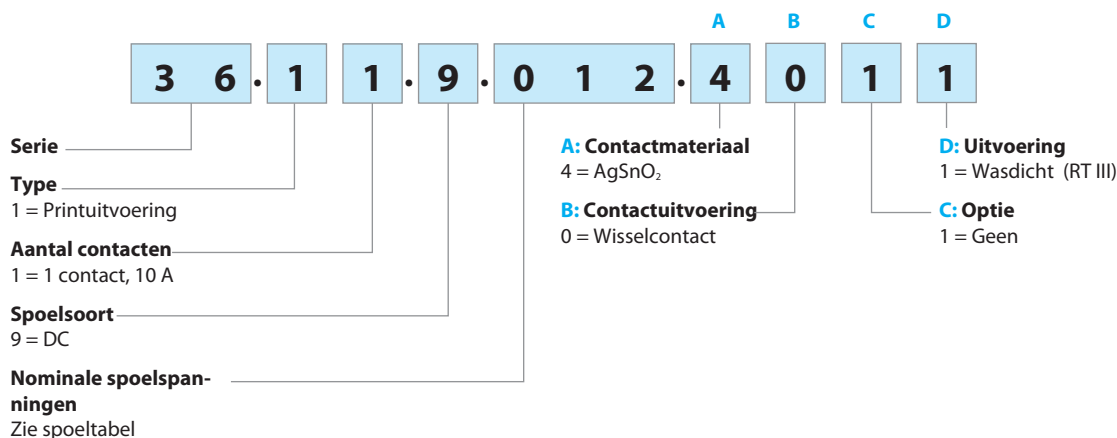 A B C D
3 6 . 1 1 . 9 . 0 1 2 . 4 0 1 1
Serie
Type
1 = Printuitvoering
Aantal contacten
1 = 1 contact, 10 A
Spoelsoort
9 = DC
Nominale spoelspan-
ningen
Zie spoeltabel
A: Contactmateriaal
4 = AgSnO₂
B: Contactuitvoering
0 = Wisselcontact
D: Uitvoering
1 = Wasdicht (RT III)
C: Optie
1 = Geen